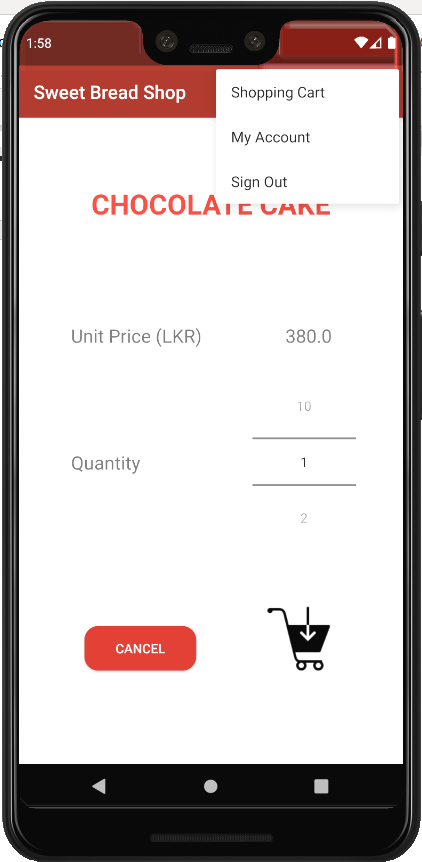 1:58
Sweet Bread Shop
Shopping Cart
My Account
Sign Out
CHOCOLATE CAKE
Unit Price (LKR) 380.0
10
Quantity 1
2
CANCEL